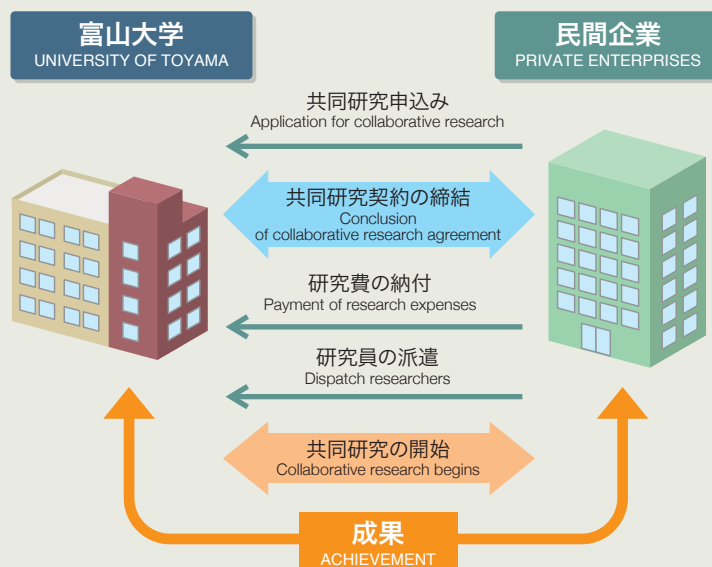 富山大学
UNIVERSITY OF TOYAMA
民間企業
PRIVATE ENTERPRISES
共同研究申込み
Application for collaborative research
共同研究契約の締結
Conclusion
of collaborative research agreement
研究費の納付
Payment of research expenses
研究員の派遣
Dispatch researchers
共同研究の開始
Collaborative research begins
成果
ACHIEVEMENT